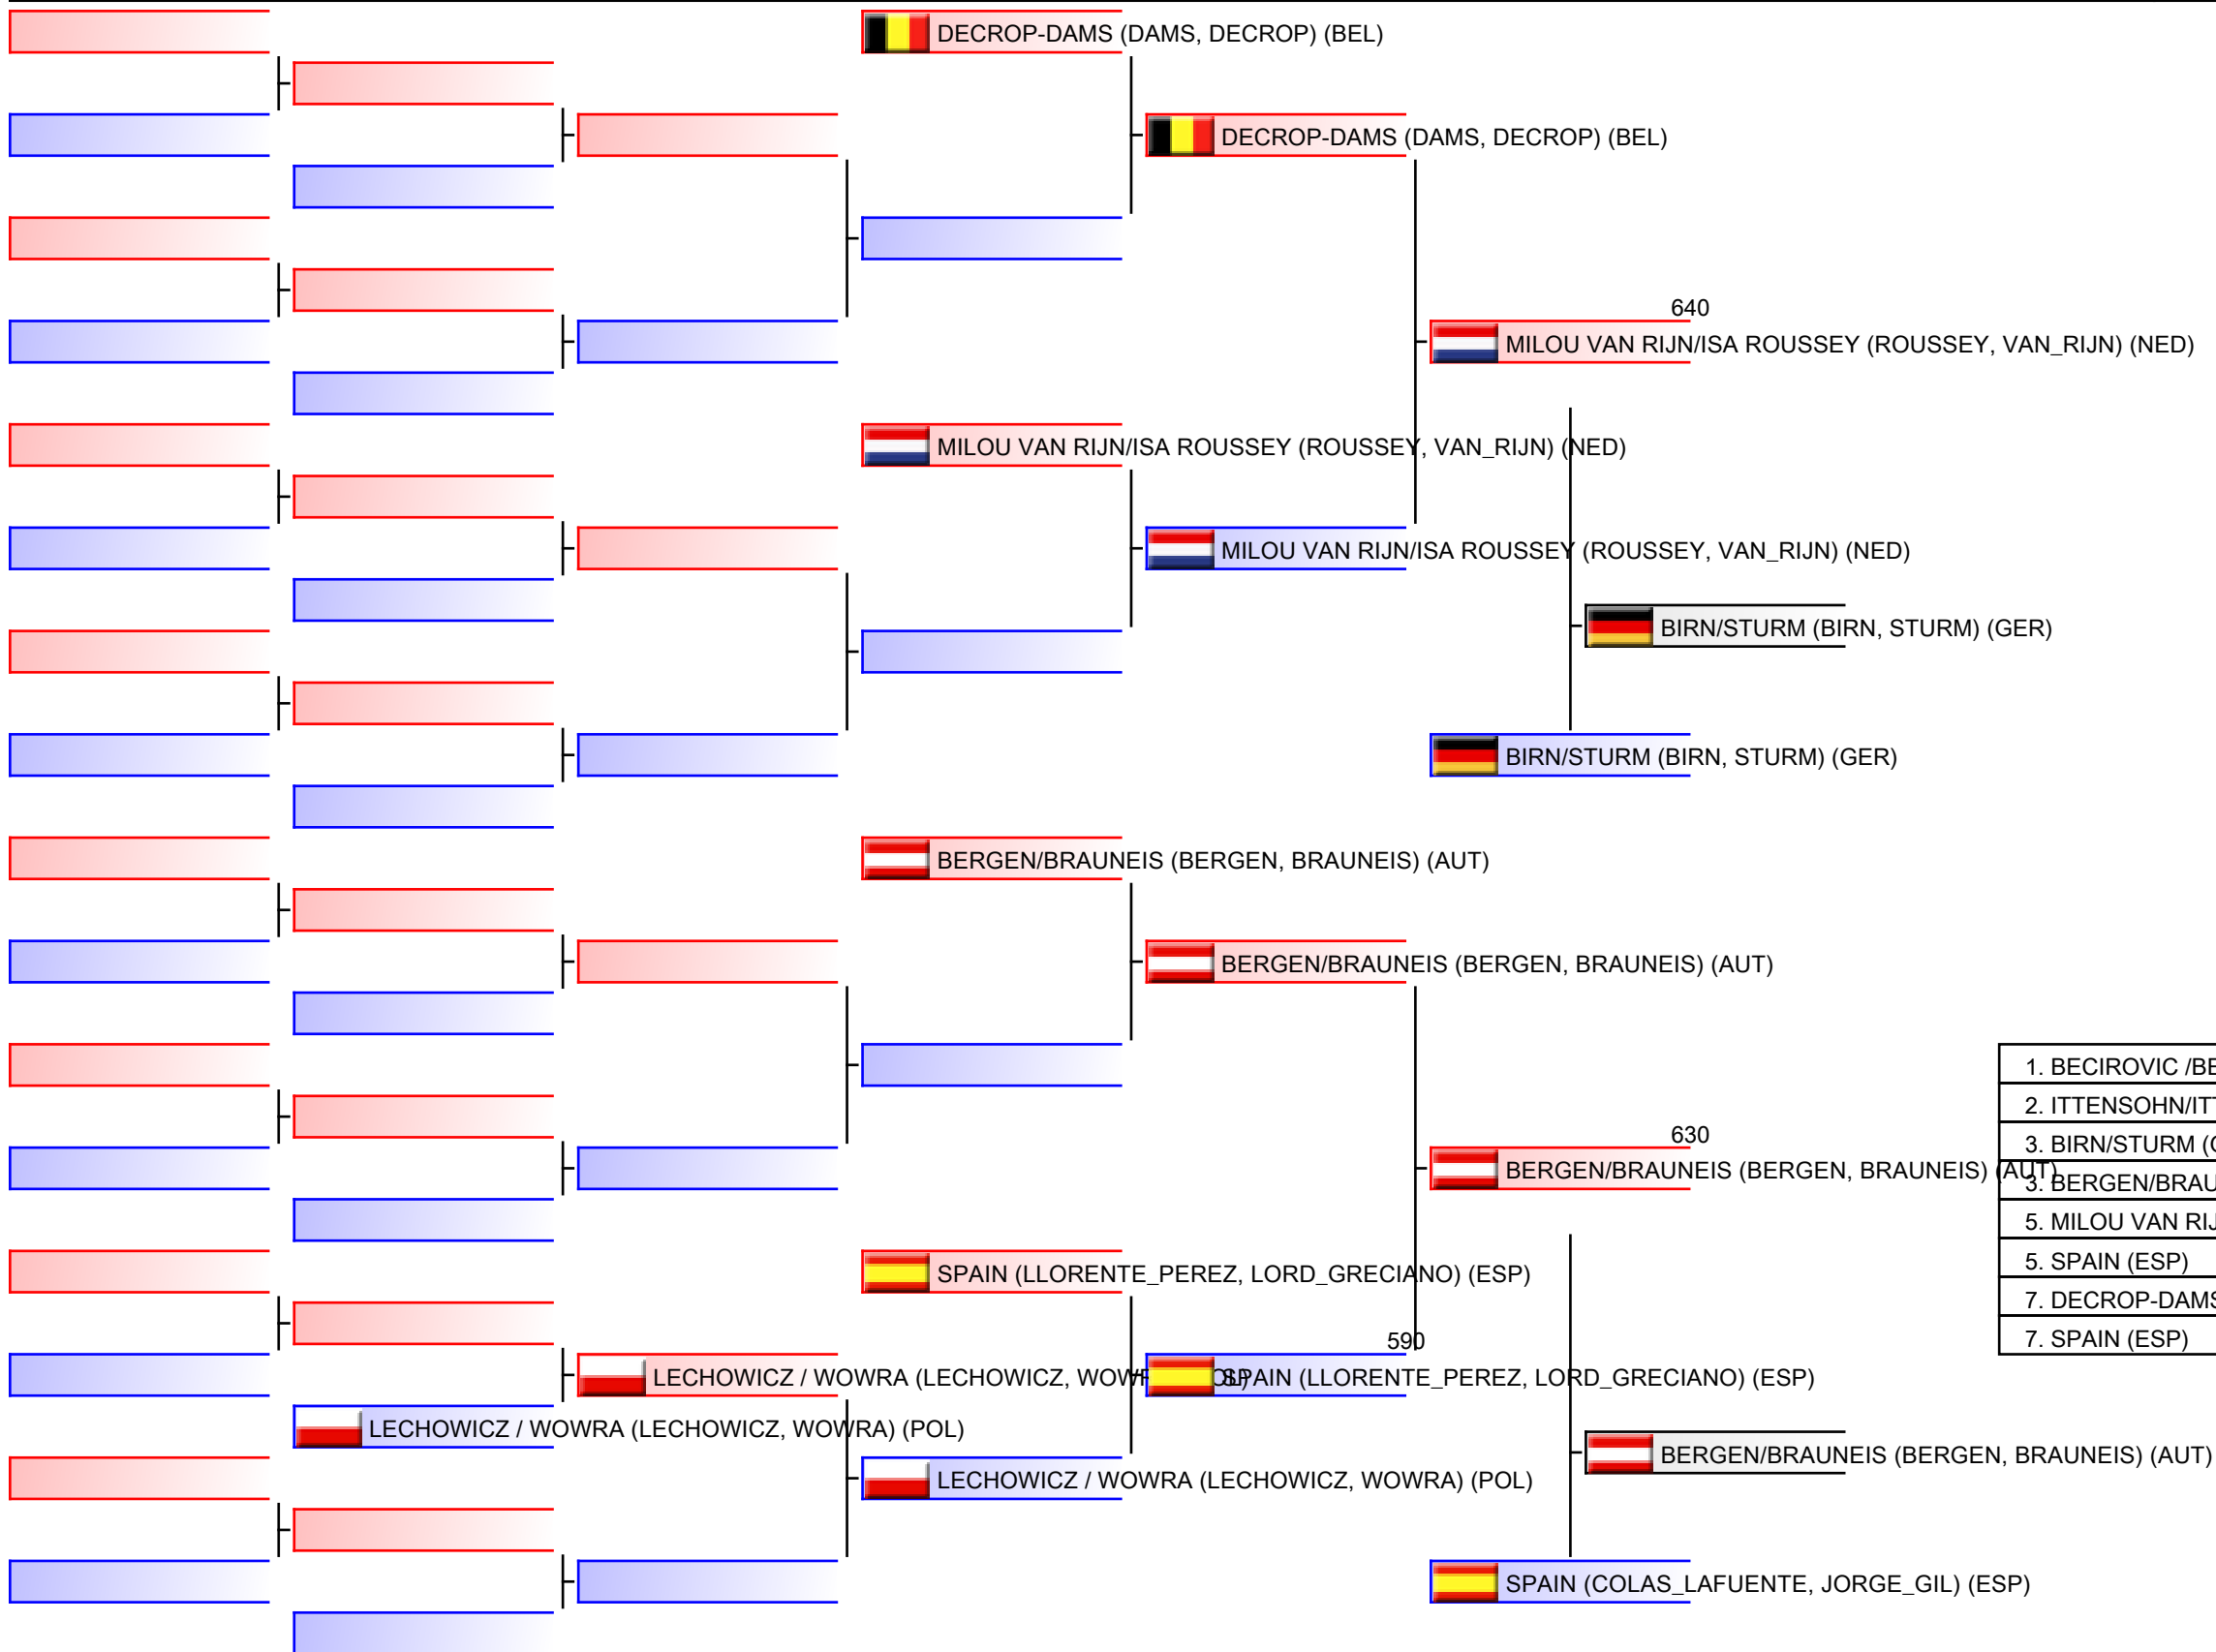 DECROP-DAMS (DAMS, DECROP) (BEL)
DECROP-DAMS (DAMS, DECROP) (BEL)
640
MILOU VAN RIJN/ISA ROUSSEY (ROUSSEY, VAN_RIJN) (NED)
MILOU VAN RIJN/ISA ROUSSEY (ROUSSEY, VAN_RIJN) (NED)
MILOU VAN RIJN/ISA ROUSSEY (ROUSSEY, VAN_RIJN) (NED)
BIRN/STURM (BIRN, STURM) (GER)
BIRN/STURM (BIRN, STURM) (GER)
BERGEN/BRAUNEIS (BERGEN, BRAUNEIS) (AUT)
BERGEN/BRAUNEIS (BERGEN, BRAUNEIS) (AUT)
630
BERGEN/BRAUNEIS (BERGEN, BRAUNEIS) (AUT)
1. BECIROVIC /BE
2. ITTENSOHN/ITT
3. BIRN/STURM (G
3. BERGEN/BRAU
5. MILOU VAN RIJ
5. SPAIN (ESP)
7. DECROP-DAMS
7. SPAIN (ESP)
SPAIN (LLORENTE_PEREZ, LORD_GRECIANO) (ESP)
590
LECHOWICZ / WOWRA (LECHOWICZ,
SPAIN (LLORENTE_PEREZ, LORD_GRECIANO) (ESP)
LECHOWICZ / WOWRA (LECHOWICZ, WOWRA) (POL)
BERGEN/BRAUNEIS (BERGEN, BRAUNEIS) (AUT)
LECHOWICZ / WOWRA (LECHOWICZ, WOWRA) (POL)
SPAIN (COLAS_LAFUENTE, JORGE_GIL) (ESP)